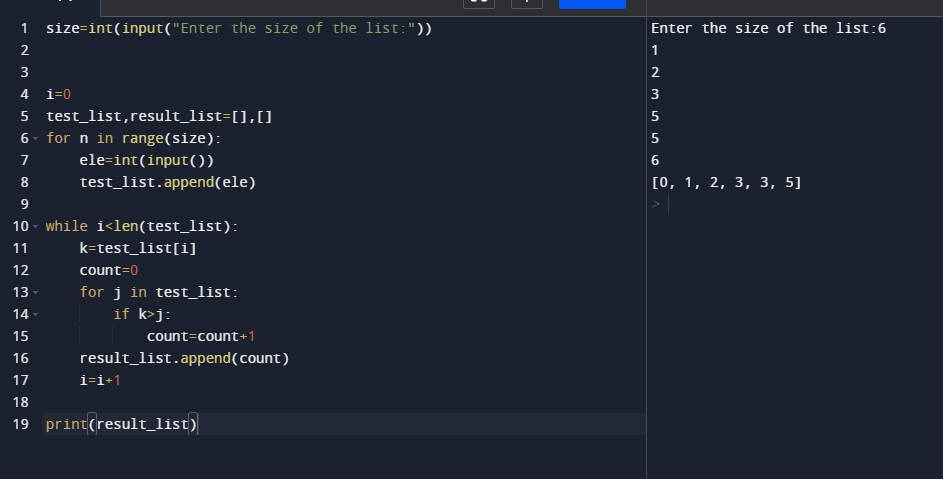 1 size=int(input("Enter the size of the list:"))
2
3
4 i=0
5 test_list,result_list=[],[]
6 for n in range(size):
7     ele=int(input())
8     test_list.append(ele)
9
10 while i<len(test_list):
11     k=test_list[i]
12     count=0
13     for j in test_list:
14         if k>j:
15             count=count+1
16     result_list.append(count)
17     i=i+1
18
19 print(result_list)
Enter the size of the list:6
1
2
3
5
5
6
[0, 1, 2, 3, 3, 5]
>